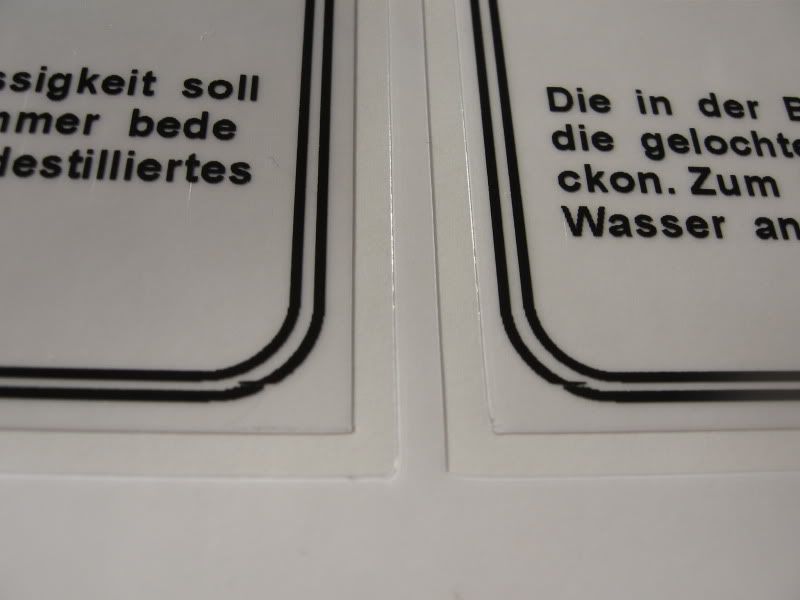 ssigkeit soll
mmer bede
destilliertes
Die in der B
die gelochte
ckon. Zum
Wasser an